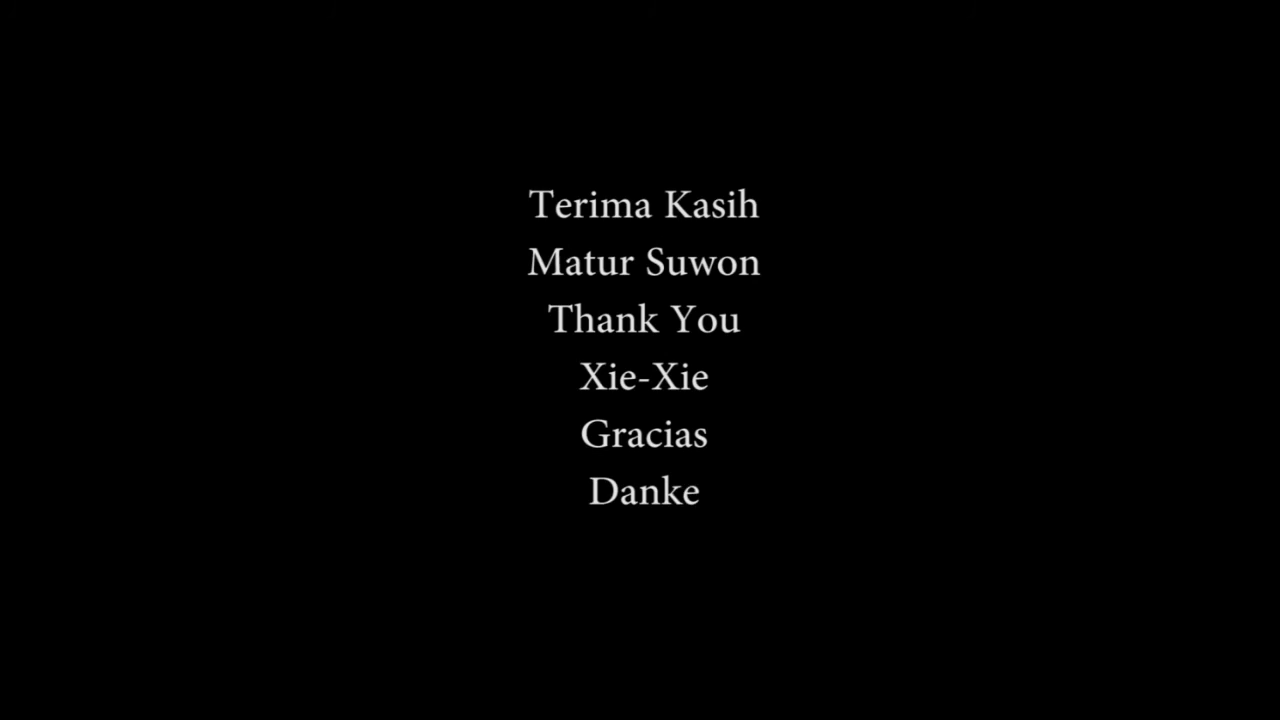 Terima Kasih
Matur Suwon
Thank You
Xie-Xie
Gracias
Danke